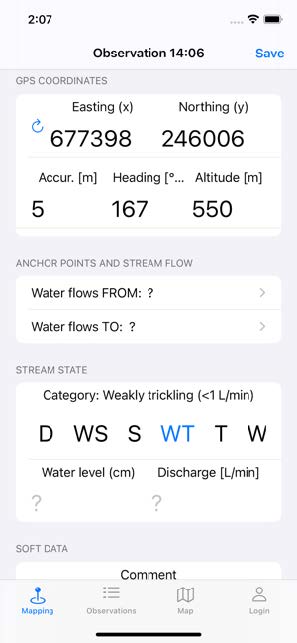 2:07
Observation 14:06
Save
GPS COORDINATES
Easting (x) Northing (y)
677398 246006
Accur. [m] Heading [°... Altitude [m]
5 167 550
ANCHOR POINTS AND STREAM FLOW
Water flows FROM: ?
Water flows TO: ?
STREAM STATE
Category: Weakly trickling (<1 L/min)
D WS S WT T W
Water level (cm) Discharge [L/min]
? ?
SOFT DATA
Comment
Mapping Observations Map Login